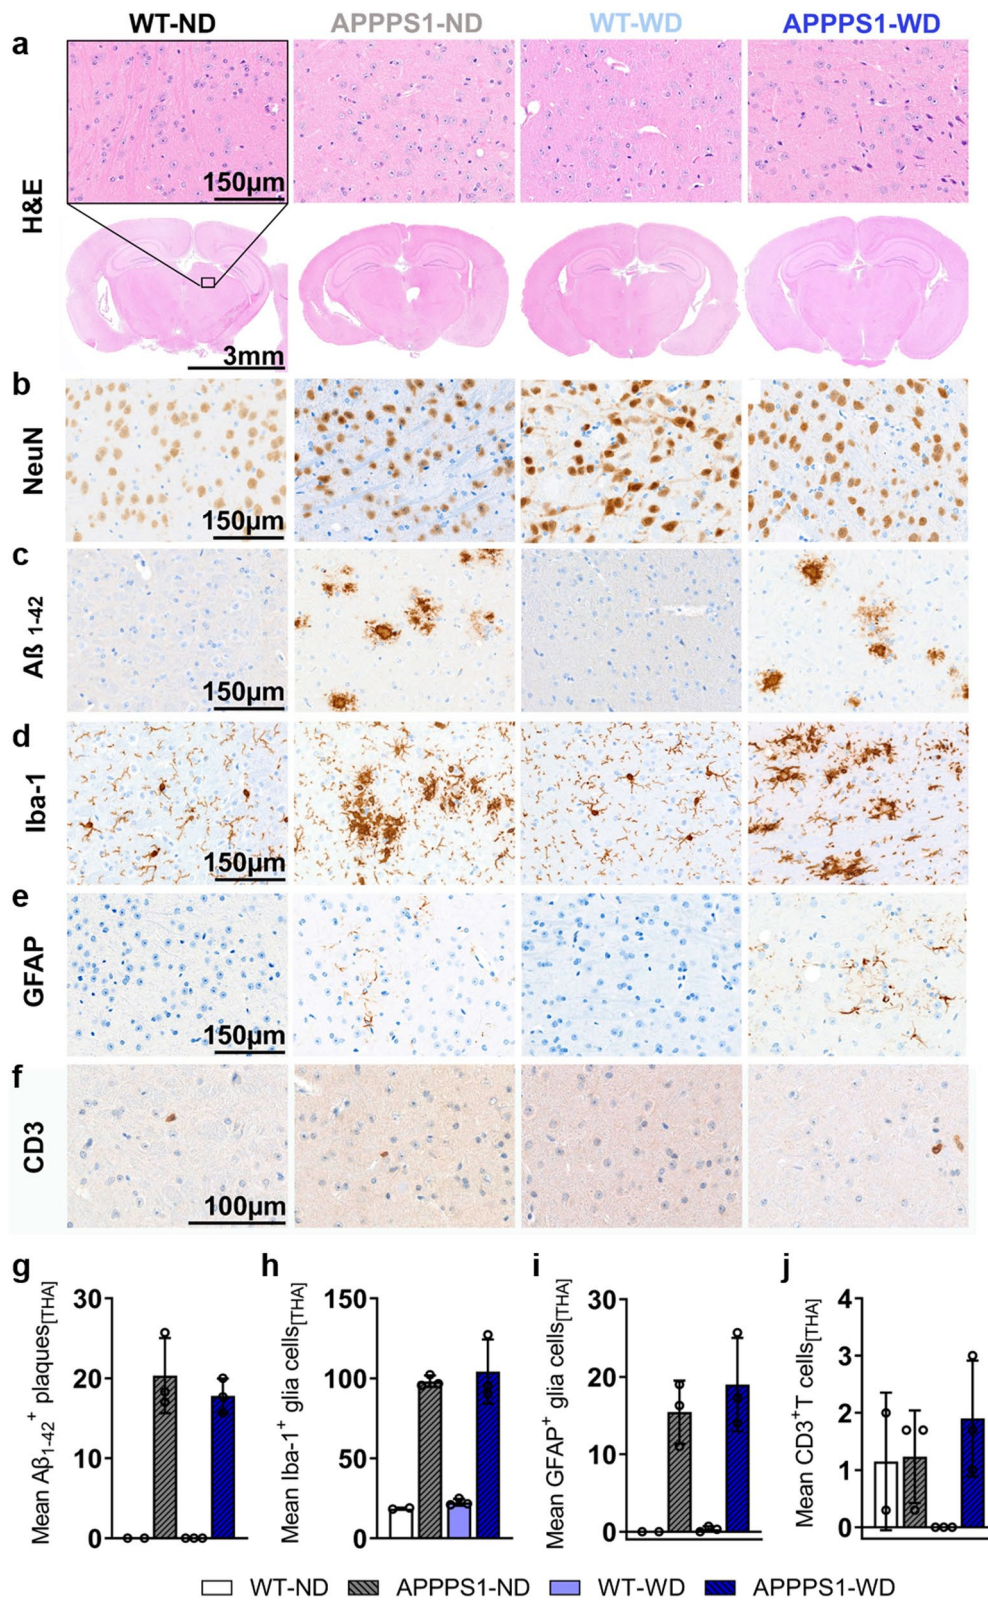 WT-ND APPPS1-ND WT-WD APPPS1-WD
a
H&E
150µm
3mm
b
NeuN
150µm
c
Aß 1-42
150µm
d
Iba-1
150µm
e
GFAP
150µm
f
CD3
100µm
g h i j
Mean Aβ1-42+ plaques[THA]
30
20
10
0
Mean Iba-1+ glia cells[THA]
150
100
50
0
Mean GFAP+ glia cells[THA]
30
20
10
0
Mean CD3+T cells[THA]
4
3
2
1
0
WT-ND APPPS1-ND WT-WD APPPS1-WD